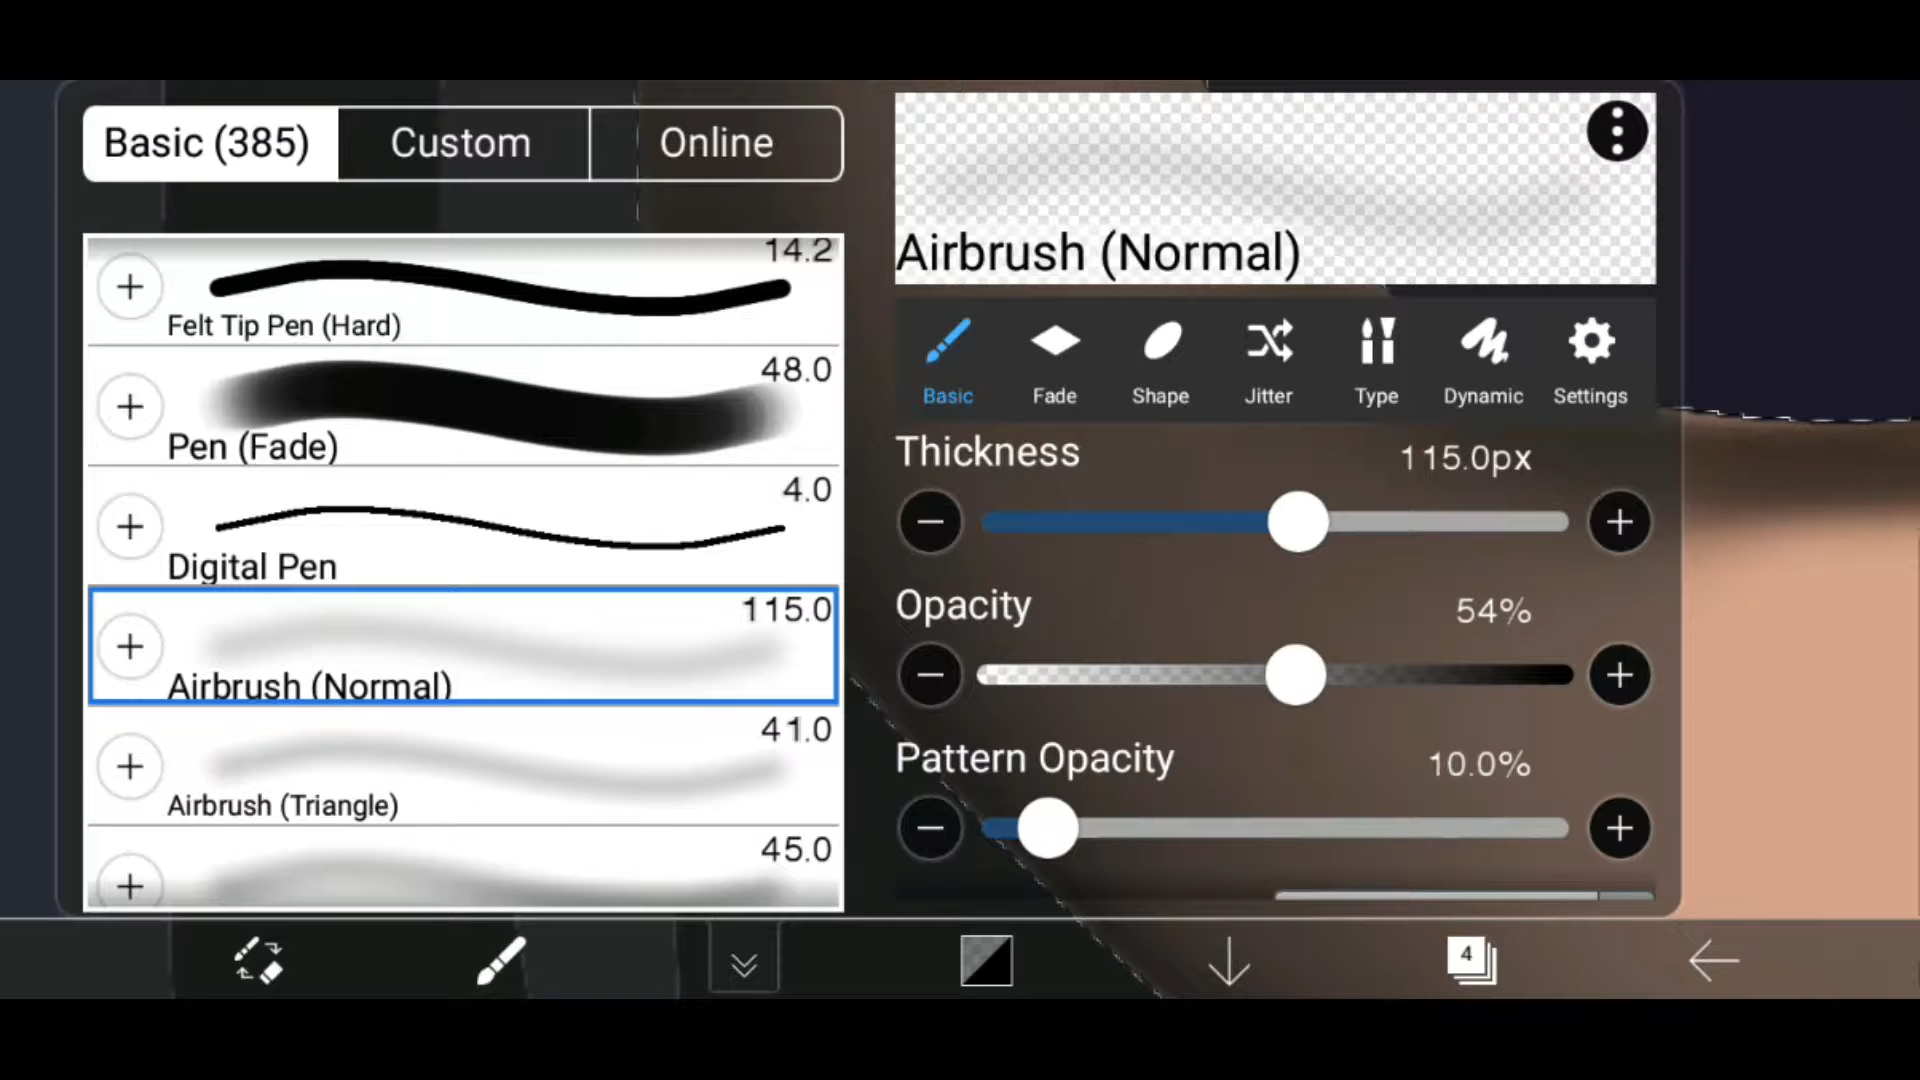 Basic (385)
Custom
Online
14.2
Felt Tip Pen (Hard)
48.0
Pen (Fade)
4.0
Digital Pen
115.0
Airbrush (Normal)
41.0
Airbrush (Triangle)
45.0
Airbrush (Normal)
Basic
Fade
Shape
Jitter
Type
Dynamic
Settings
Thickness
115.0px
Opacity
54%
Pattern Opacity
10.0%
4